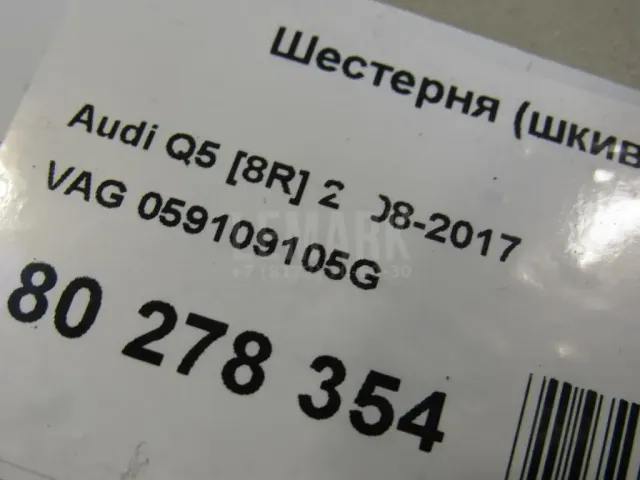 Шестерня (шкив
Audi Q5 [8R] 2 08-2017
VAG 059109105G
80 278 354